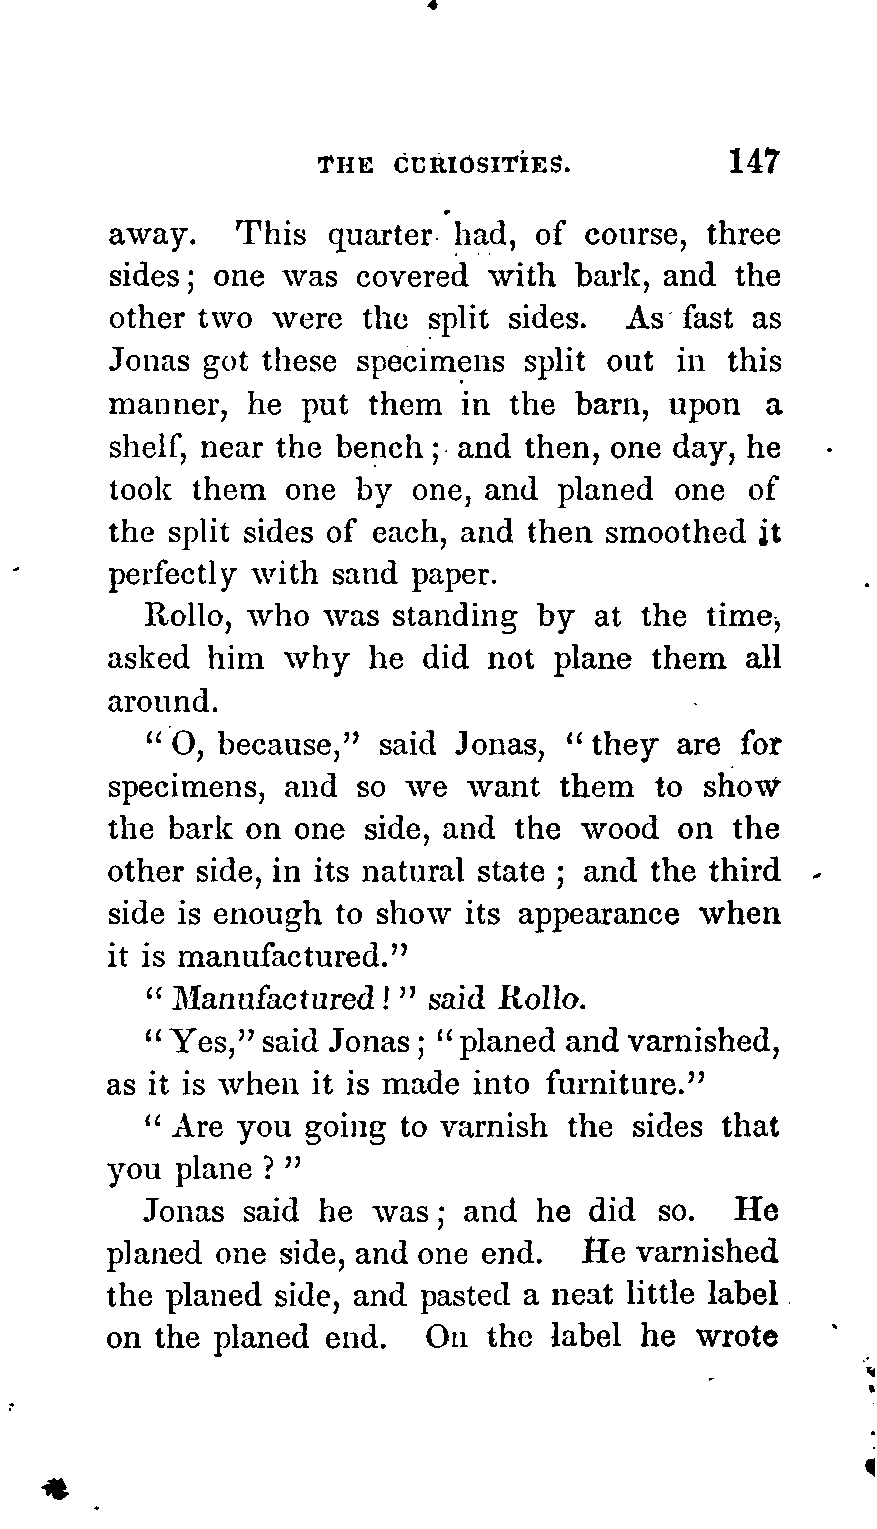 THE CURIOSITIES. 147
away. This quarter had, of course, three
sides; one was covered with bark, and the
other two were the split sides. As fast as
Jonas got these specimens split out in this
manner, he put them in the barn, upon a
shelf, near the bench; and then, one day, he
took them one by one, and planed one of
the split sides of each, and then smoothed it
perfectly with sand paper.
Rollo, who was standing by at the time,
asked him why he did not plane them all
around.
"O, because," said Jonas, "they are for
specimens, and so we want them to show
the bark on one side, and the wood on the
other side, in its natural state; and the third
side is enough to show its appearance when
it is manufactured."
"Manufactured!" said Rollo.
"Yes," said Jonas; "planed and varnished,
as it is when it is made into furniture."
"Are you going to varnish the sides that
you plane?"
Jonas said he was; and he did so. He
planed one side, and one end. He varnished
the planed side, and pasted a neat little label
on the planed end. On the label he wrote